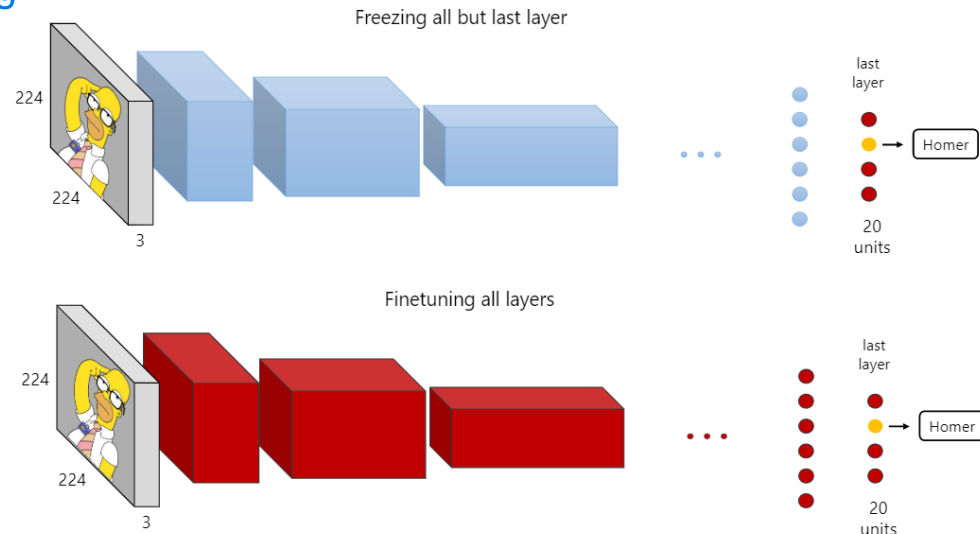 Freezing all but last layer
last
layer
224
Homer
224
20
units
3
Finetuning all layers
last
layer
224
Homer
224
20
units
3